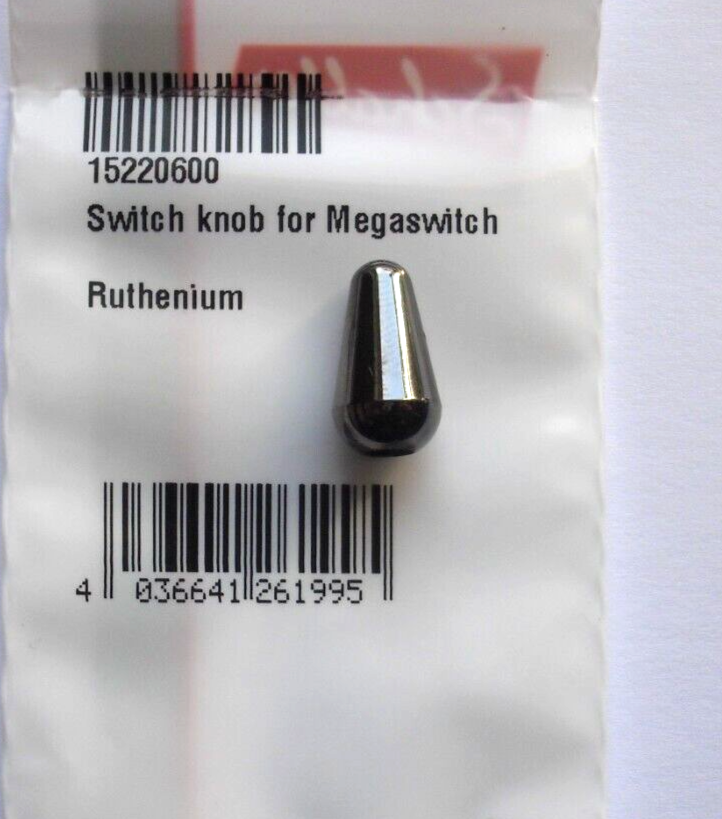 15220600
Switch knob for Megaswitch
Ruthenium
4 036641 261995